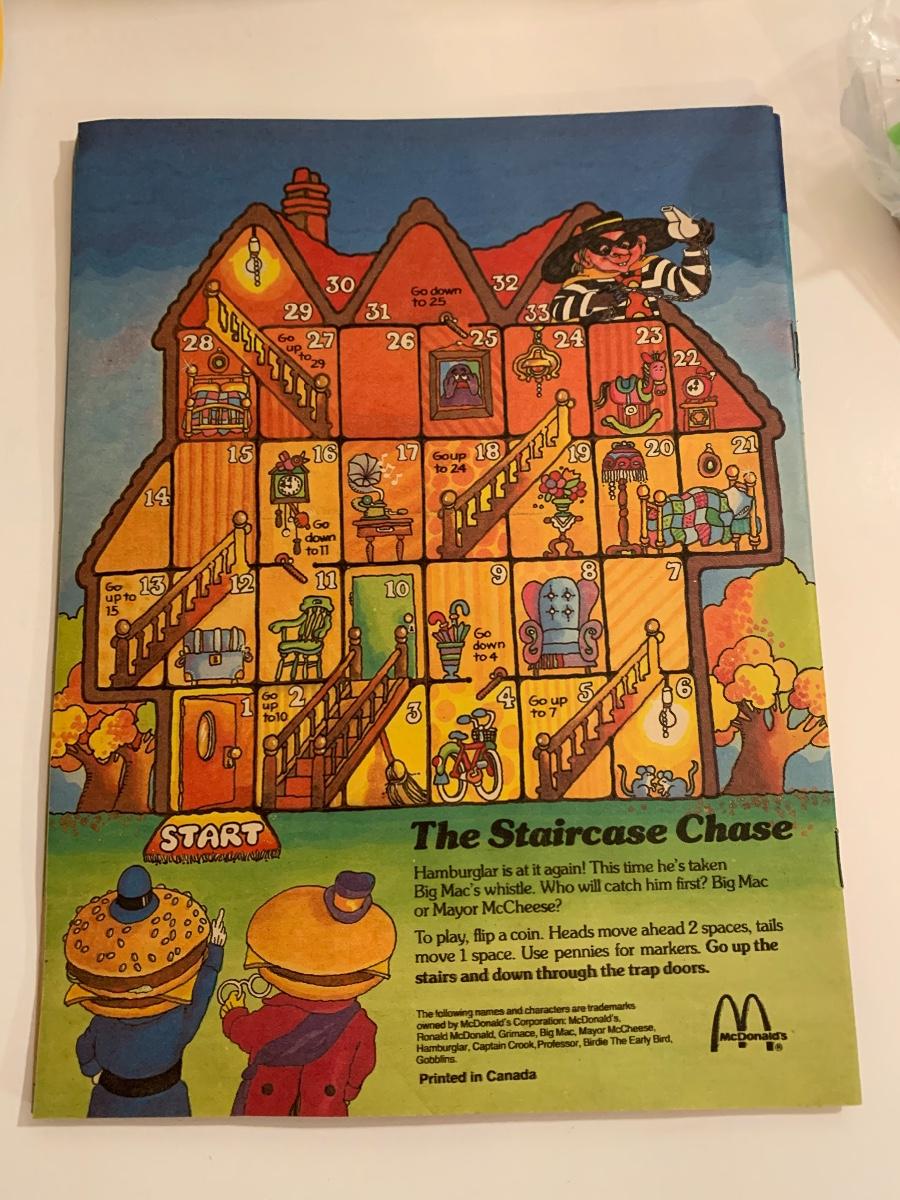 30
Go down
to 25
32
29
31
33
28
Go
up
to
29
27
26
25
24
23
22
14
15
16
Go
down
to 11
17
Go up
to 24
18
19
20
21
Go
up to
15
13
12
11
10
9
Go
down
to 4
8
7
1
Go
up
to 10
2
3
4
Go up
to 7
5
6
START
The Staircase Chase
Hamburglar is at it again! This time he's taken
Big Mac's whistle. Who will catch him first? Big Mac
or Mayor McCheese?
To play, flip a coin. Heads move ahead 2 spaces, tails
move 1 space. Use pennies for markers. Go up the
stairs and down through the trap doors.
The following names and characters are trademarks
owned by McDonald's Corporation: McDonald's,
Ronald McDonald, Grimace, Big Mac, Mayor McCheese,
Hamburglar, Captain Crook, Professor, Birdie The Early Bird,
Gobblins.
Printed in Canada
McDonald's
®